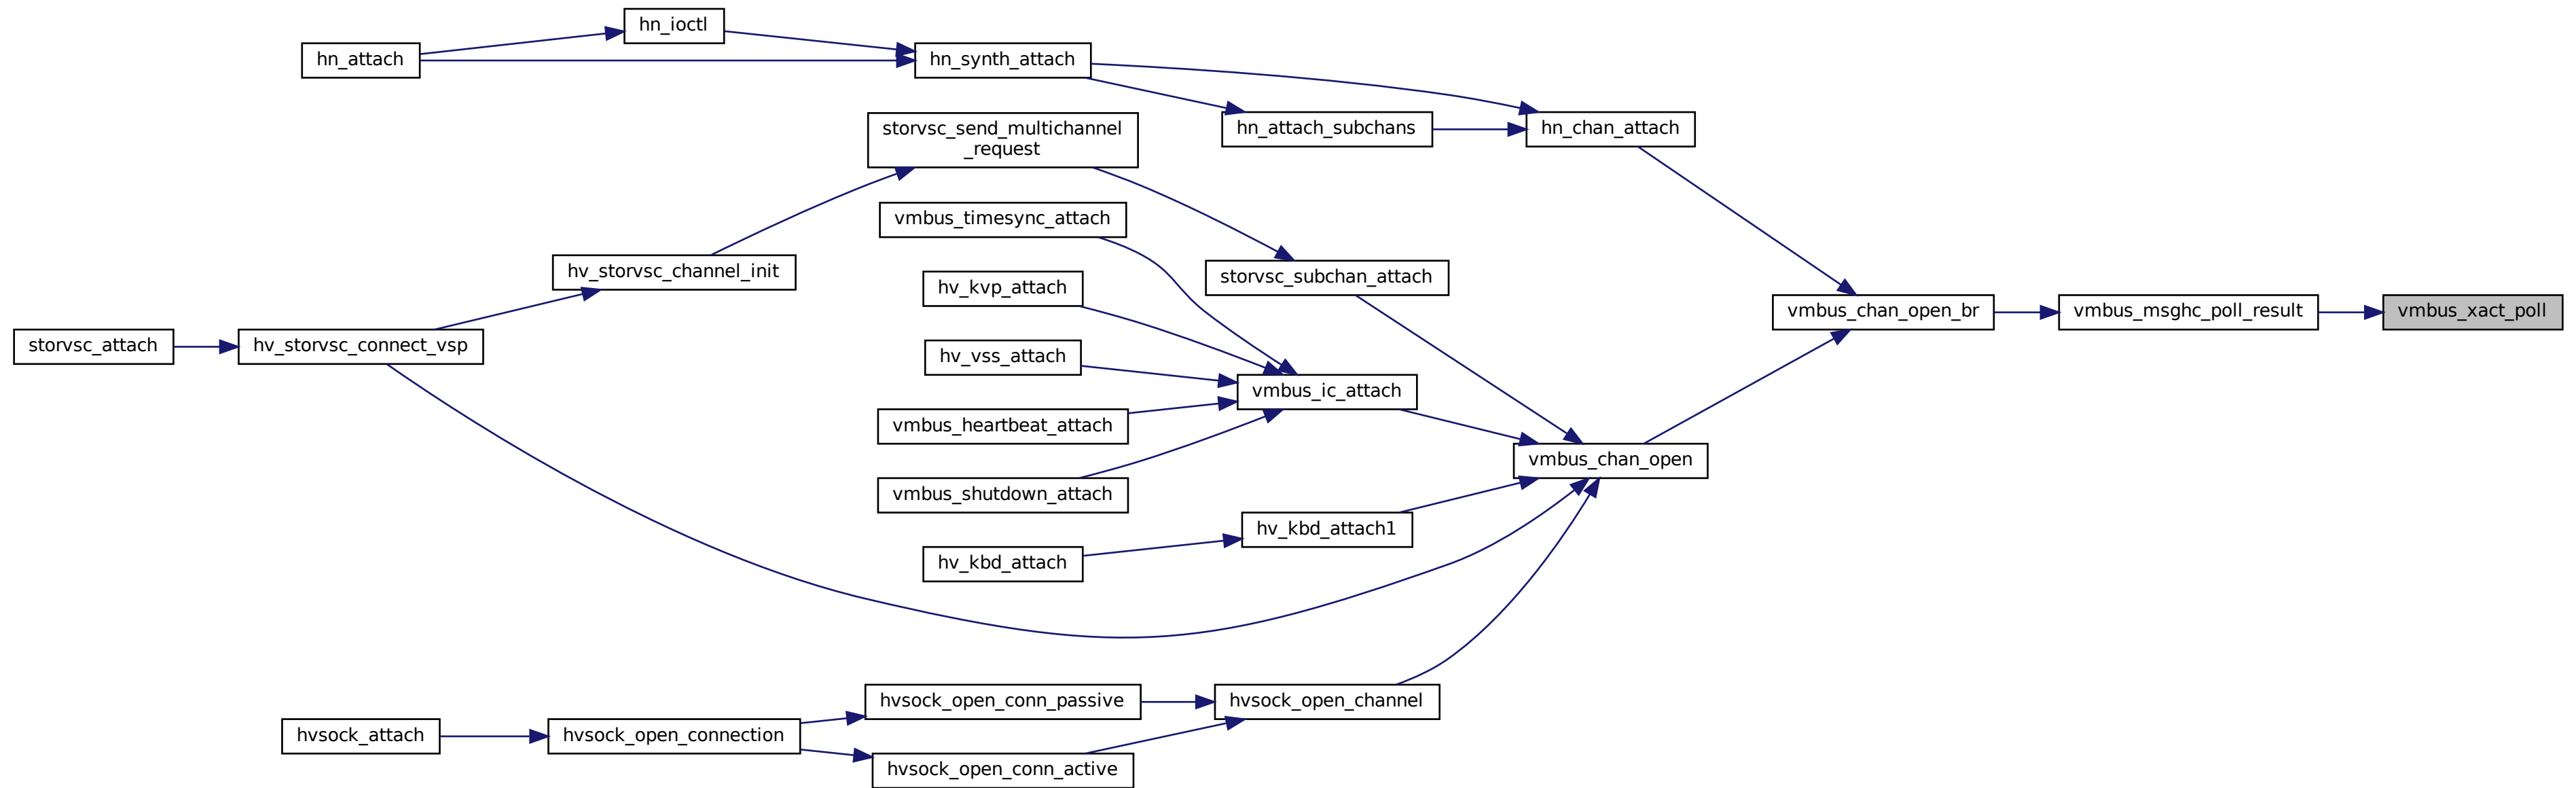 hn_ioctl
hn_attach
hn_synth_attach
storvsc_send_multichannel
_request
hn_attach_subchans
hn_chan_attach
vmbus_timesync_attach
hv_storvsc_channel_init
storvsc_subchan_attach
hv_kvp_attach
vmbus_chan_open_br
vmbus_msghc_poll_result
vmbus_xact_poll
storvsc_attach
hv_storvsc_connect_vsp
hv_vss_attach
vmbus_ic_attach
vmbus_heartbeat_attach
vmbus_chan_open
vmbus_shutdown_attach
hv_kbd_attach1
hv_kbd_attach
hvsock_open_conn_passive
hvsock_open_channel
hvsock_attach
hvsock_open_connection
hvsock_open_conn_active